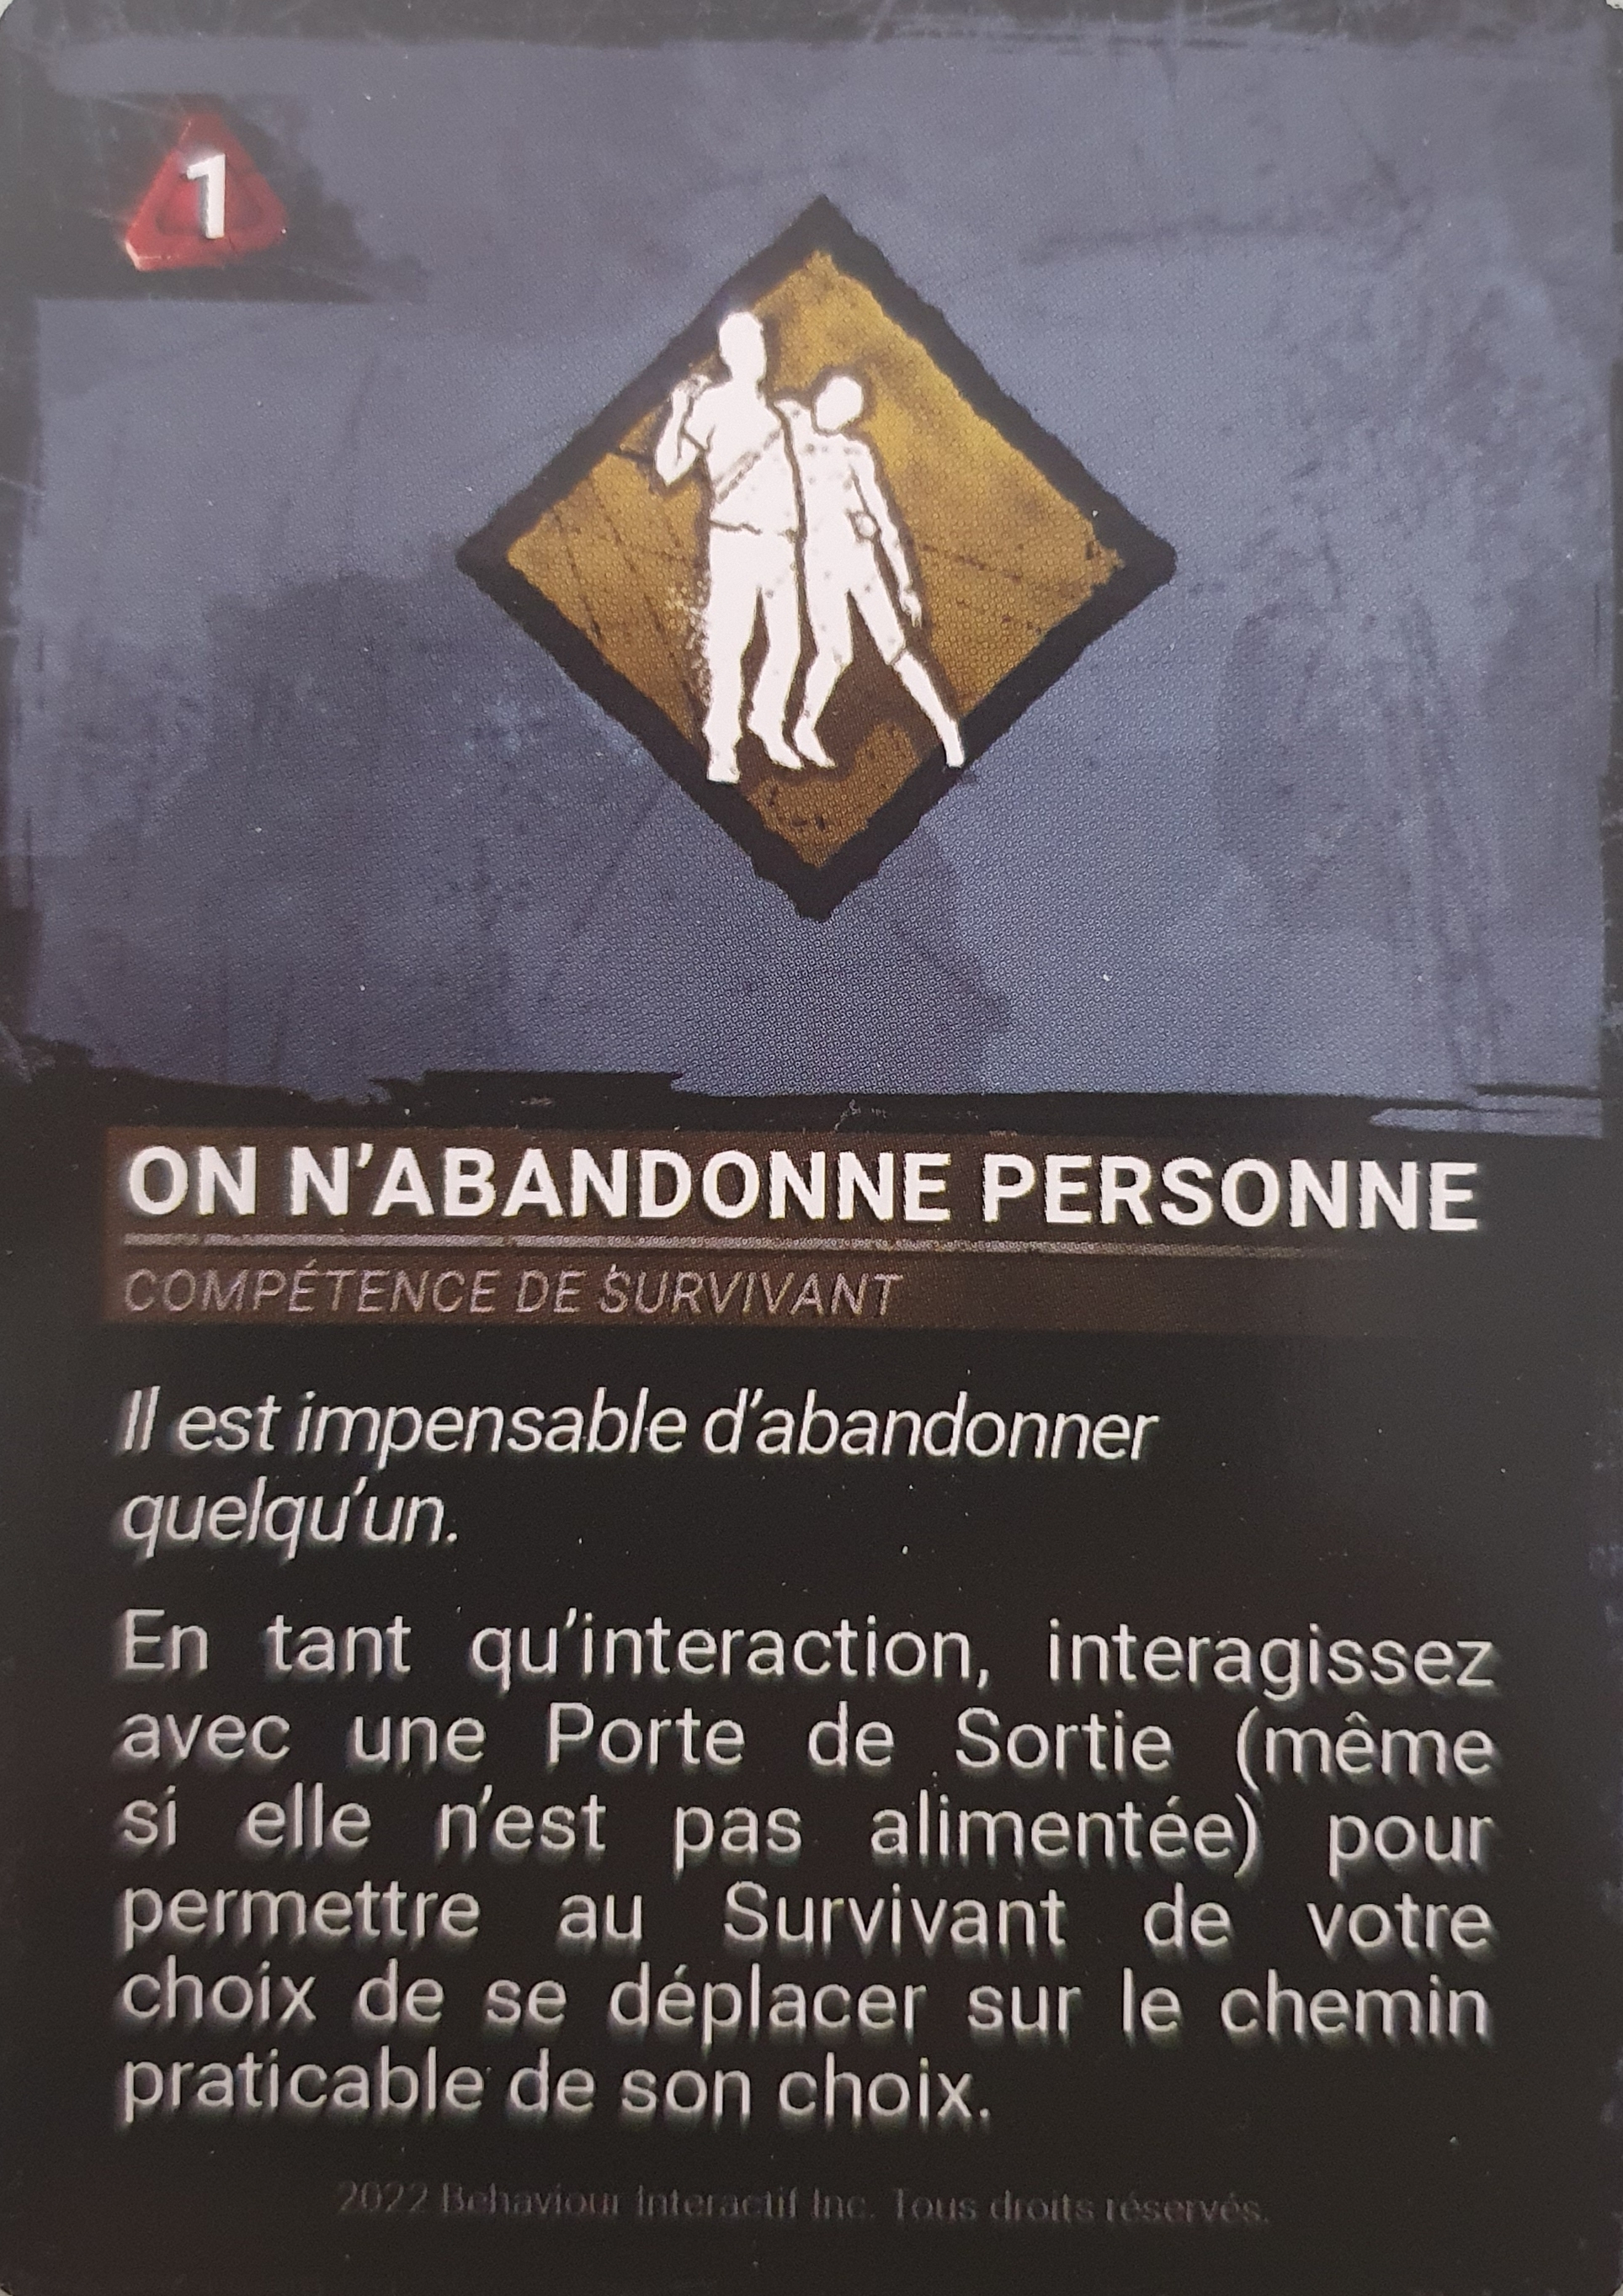 1
ON N'ABANDONNE PERSONNE
COMPÉTENCE DE SURVIVANT
Il est impensable d'abandonner
quelqu'un.
En tant qu'interaction, interagissez
avec une Porte de Sortie (même
si elle n'est pas alimentée) pour
permettre au Survivant de votre
choix de se déplacer sur le chemin
praticable de son choix.
2022 Behaviour Interactif Inc. Tous droits réservés.